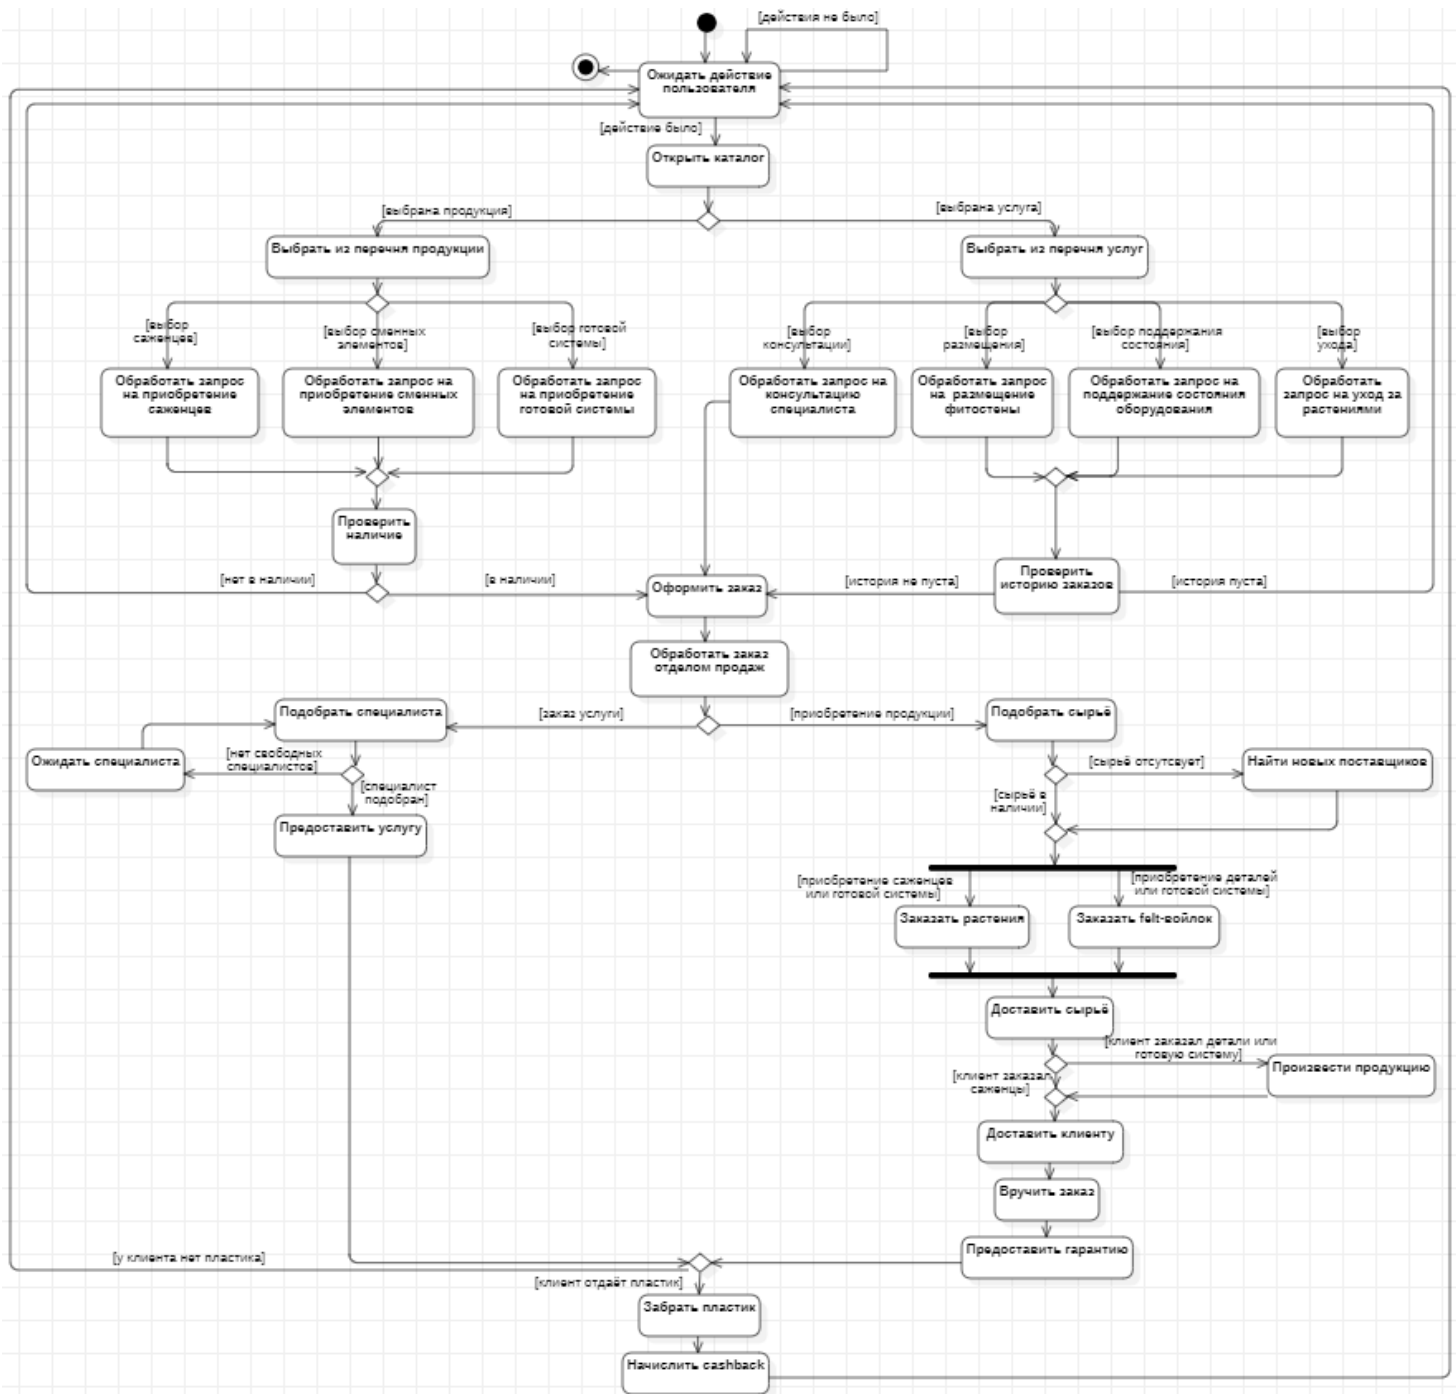 [действия не было]
Ожидать действие
пользователя
[действие было]
Открыть каталог
[выбрана продукция]
[выбрана услуга]
Выбрать из перечня продукции
Выбрать из перечня услуг
[выбор
саженцев]
[выбор сменных
элементов]
[выбор готовой
системы]
[выбор
консультации]
[выбор
размещения]
[выбор поддержания
состояния]
[выбор
ухода]
Обработать запрос
на приобретение
саженцев
Обработать запрос на
приобретение сменных
элементов
Обработать запрос
на приобретение
готовой системы
Обработать запрос на
консультацию
специалиста
Обработать запрос
на размещение
фитостены
Обработать запрос на
поддержание состояния
оборудования
Обработать
запрос на уход за
растениями
Проверить
наличие
[нет в наличии]
[в наличии]
Оформить заказ
[история не пуста]
Проверить
историю заказов
[история пуста]
Обработать заказ
отделом продаж
Подобрать специалиста
[заказ услуги]
[приобретение продукции]
Подобрать сырьё
Ожидать специалиста
[нет свободных
специалистов]
[специалист
подобран]
[сырьё отсутсвует]
Найти новых поставщиков
[сырьё в
наличии]
Предоставить услугу
[приобретение саженцев
или готовой системы]
[приобретение деталей
или готовой системы]
Заказать растения
Заказать felt-войлок
Доставить сырьё
[клиент заказал детали или
готовую систему]
Произвести продукцию
[клиент заказал
саженцы]
Доставить клиенту
Вручить заказ
Предоставить гарантию
[у клиента нет пластика]
[клиент отдаёт пластик]
Забрать пластик
Начислить cashback